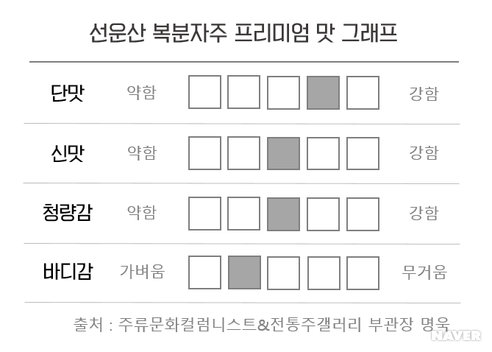 선운산 복분자주 프리미엄 맛 그래프
단맛 약함 강함
신맛 약함 강함
청량감 약함 강함
바디감 가벼움 무거움
출처 : 주류문화컬럼니스트&전통주갤러리 부관장 명욱
NAVER